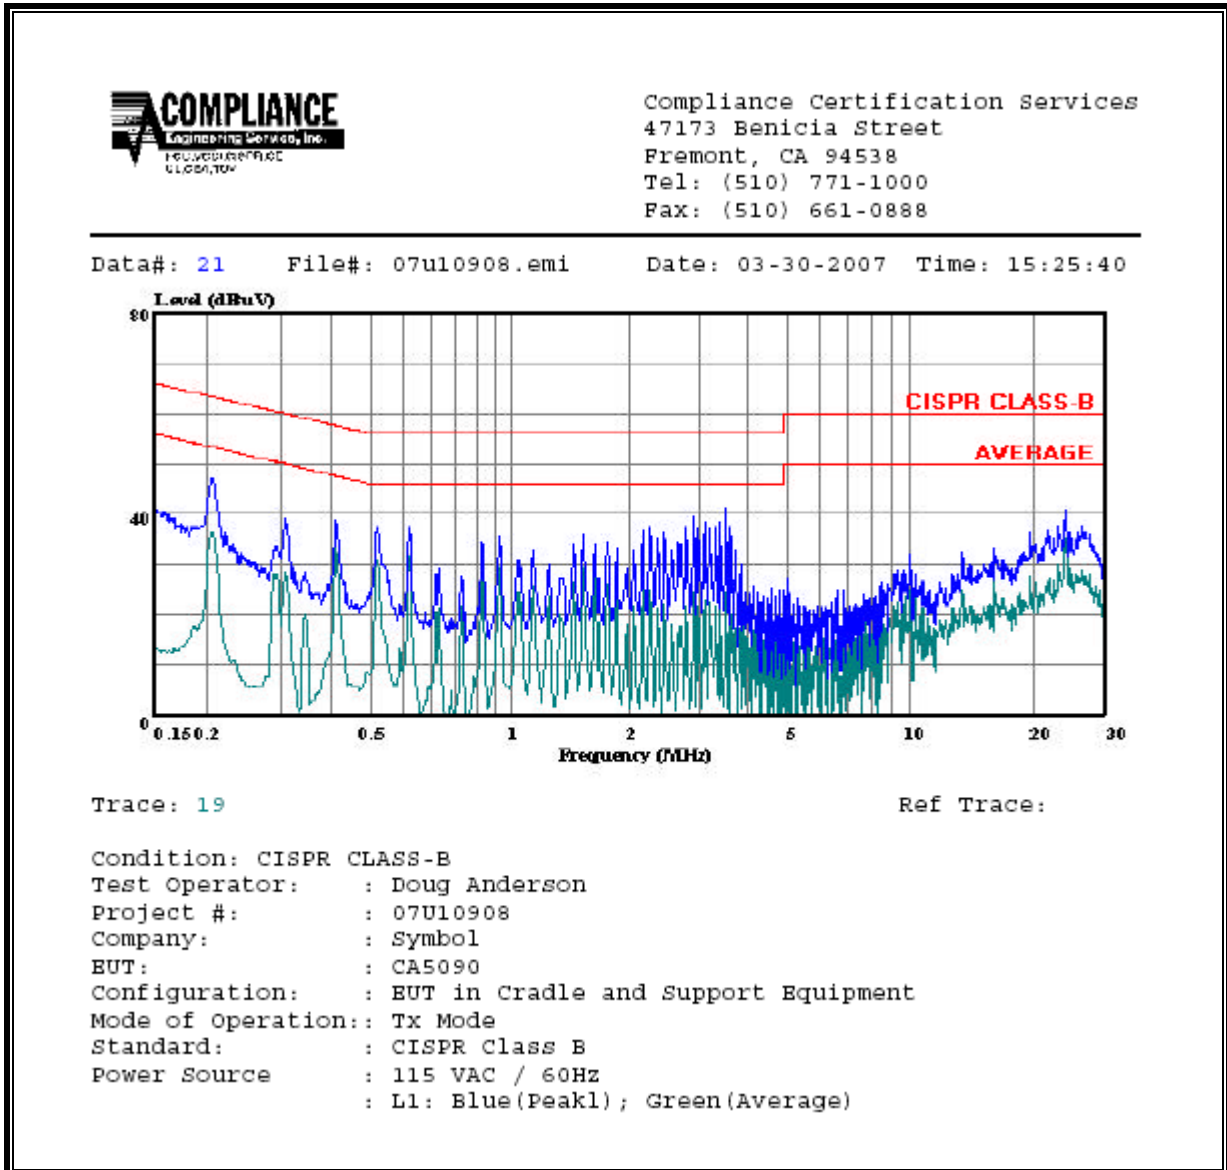 COMPLIANCE
Engineering Service, Inc.
Compliance Certification Services
47173 Benicia Street
Fremont, CA 94538
Tel: (510) 771-1000
Fax: (510) 661-0888
Data#: 21 File#: 07u10908.emi Date: 03-30-2007 Time: 15:25:40
Level (dBuV)
80
CISPR CLASS-B
AVERAGE
40
0
0.15 0.2 0.5 1 2 5 10 20 30
Frequency (MHz)
Trace: 19 Ref Trace:
Condition: CISPR CLASS-B
Test Operator: : Doug Anderson
Project #: : 07U10908
Company: : Symbol
EUT: : CA5090
Configuration: : EUT in Cradle and Support Equipment
Mode of Operation:: Tx Mode
Standard: : CISPR Class B
Power Source : 115 VAC / 60Hz
: L1: Blue(Peakl); Green(Average)